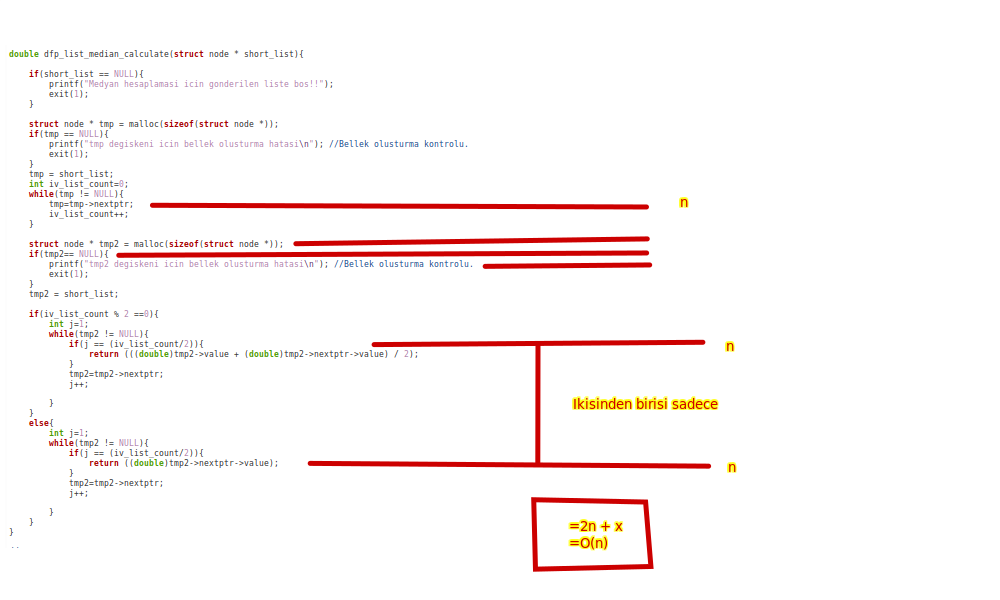 double dfp_list_median_calculate(struct node * short_list){
if(short_list == NULL){
printf("Medyan hesaplamasi icin gonderilen liste bos!!");
exit(1);
}
struct node * tmp = malloc(sizeof(struct node *));
if(tmp == NULL){
printf("tmp degiskeni icin bellek olusturma hatasi\n"); //Bellek olusturma kontrolu.
exit(1);
}
tmp = short_list;
int iv_list_count=0;
while(tmp != NULL){
tmp=tmp->nextptr; n
iv_list_count++;
}
struct node * tmp2 = malloc(sizeof(struct node *));
if(tmp2== NULL){
printf("tmp2 degiskeni icin bellek olusturma hatasi\n"); //Bellek olusturma kontrolu.
exit(1);
}
tmp2 = short_list;
if(iv_list_count % 2 ==0){
int j=1;
while(tmp2 != NULL){
if(j == (iv_list_count/2)){ n
return (((double)tmp2->value + (double)tmp2->nextptr->value) / 2);
}
tmp2=tmp2->nextptr;
j++;
Ikisinden birisi sadece
}
}
else{
int j=1;
while(tmp2 != NULL){
if(j == (iv_list_count/2)){
return ((double)tmp2->nextptr->value); n
}
tmp2=tmp2->nextptr;
j++;
}
}
}
=2n + x
=O(n)
..